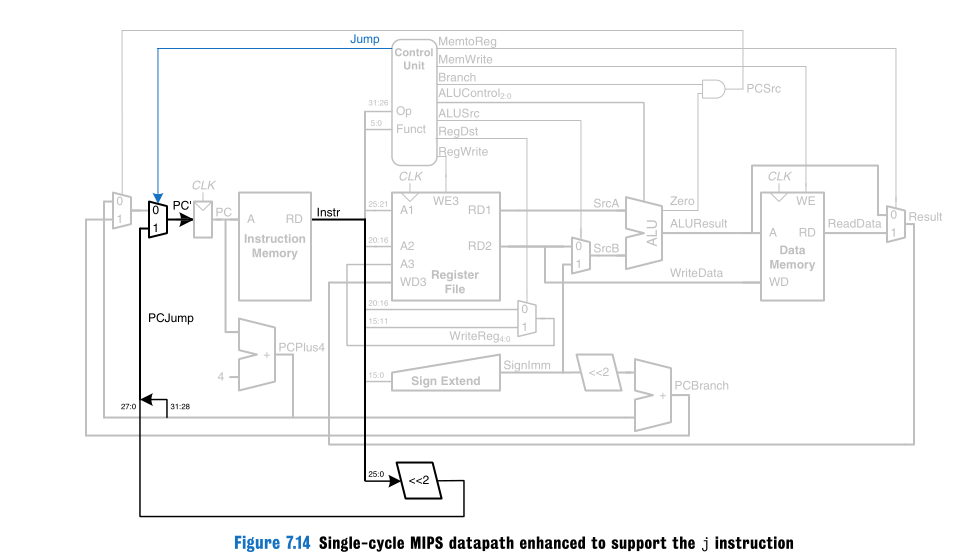 Jump
MemtoReg
Control
Unit
MemWrite
Branch
ALUControl2:0
PCSrc
31:26
Op
ALUSrc
5:0
Funct
RegDst
RegWrite
CLK
CLK
CLK
0
1
0
1
PC'
PC
A
RD
Instruction
Memory
Instr
25:21
A1
WE3
RD1
SrcA
Zero
WE
0
1
Result
20:16
A2
RD2
0
1
SrcB
ALU
ALUResult
A
RD
ReadData
A3
Data
Memory
WD3
Register
File
WriteData
WD
20:16
0
PCJump
15:11
1
WriteReg4:0
+
PCPlus4
4
15:0
Sign Extend
SignImm
<<2
+
PCBranch
27:0
31:28
25:0
<<2
Figure 7.14 Single-cycle MIPS datapath enhanced to support the j instruction